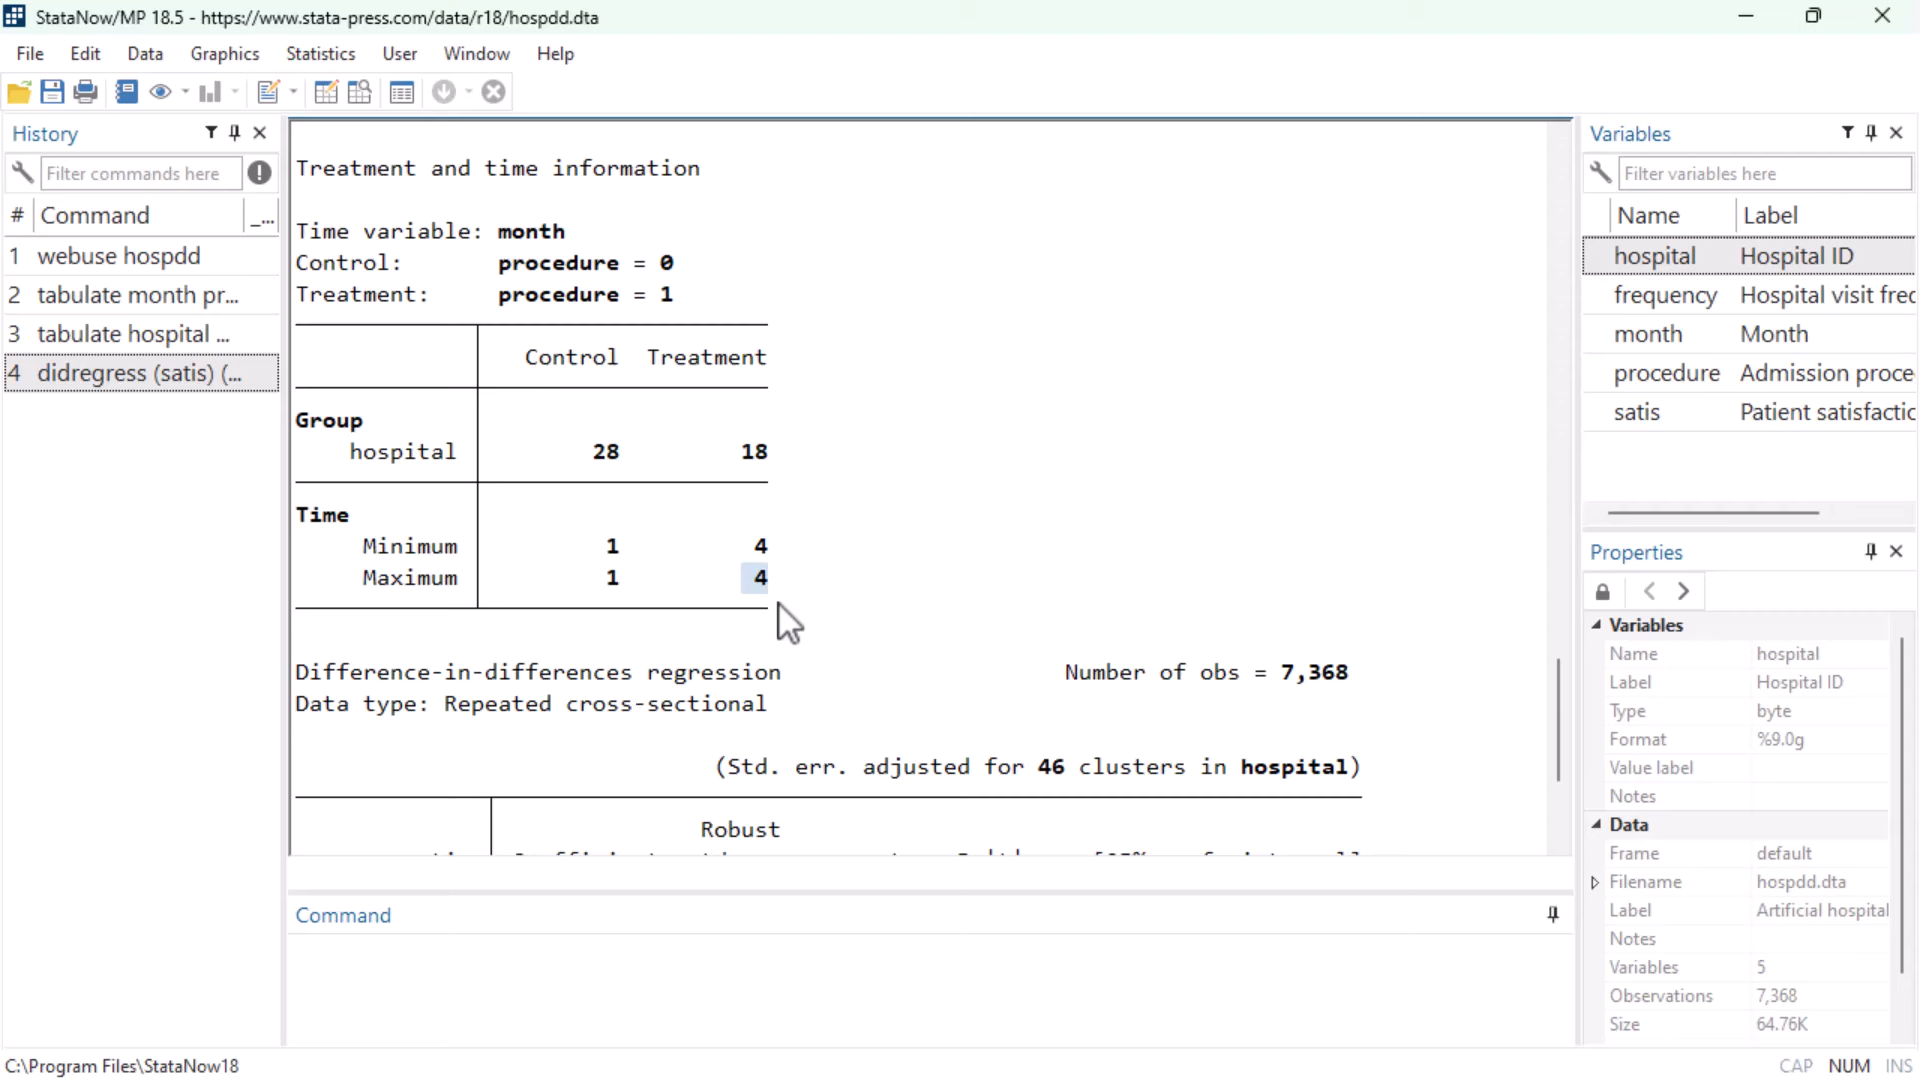 StataNow/MP 18.5 - https://www.stata-press.com/data/r18/hospdd.dta
File Edit Data Graphics Statistics User Window Help
History
Filter commands here
# Command _...
1 webuse hospdd
2 tabulate month pr...
3 tabulate hospital ...
4 didregress (satis) (...
Treatment and time information
Time variable: month
Control: procedure = 0
Treatment: procedure = 1
Control Treatment
Group
hospital 28 18
Time
Minimum 1 4
Maximum 1 4
Difference-in-differences regression Number of obs = 7,368
Data type: Repeated cross-sectional
(Std. err. adjusted for 46 clusters in hospital)
Robust
Command
Variables
Filter variables here
Name Label
hospital Hospital ID
frequency Hospital visit frec
month Month
procedure Admission proce
satis Patient satisfactic
Properties
Variables
Name hospital
Label Hospital ID
Type byte
Format %9.0g
Value label
Notes
Data
Frame default
Filename hospdd.dta
Label Artificial hospital
Notes
Variables 5
Observations 7,368
Size 64.76K
C:\Program Files\StataNow18
CAP NUM INS